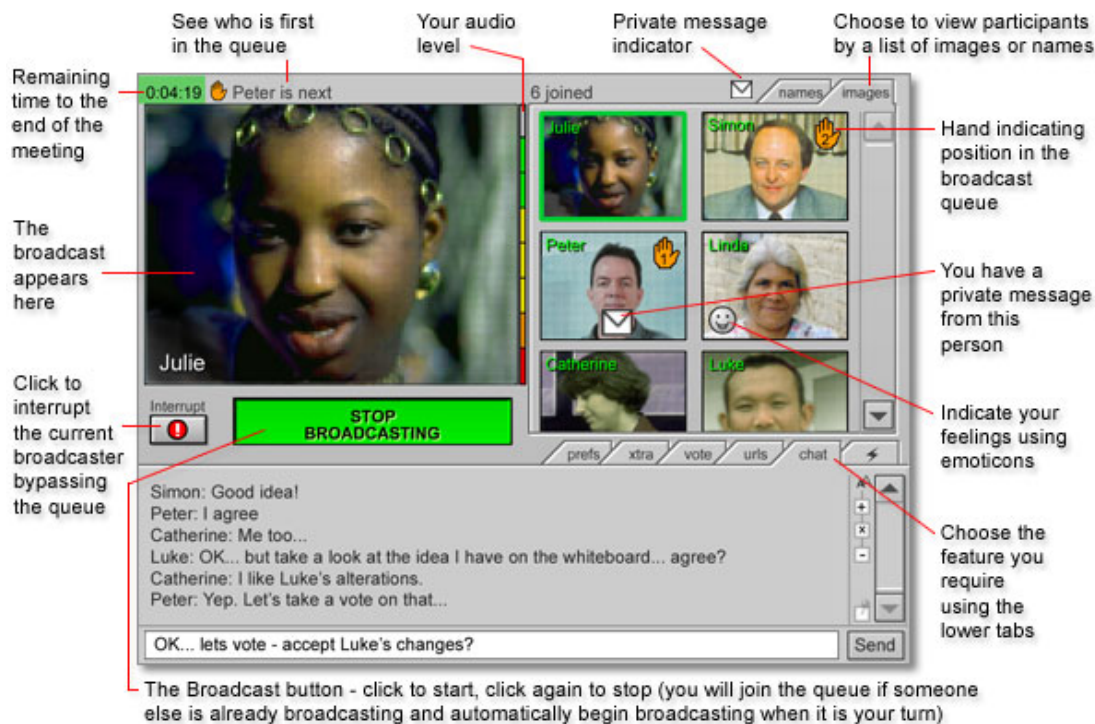 See who is first
in the queue
Your audio
level
Private message
indicator
Choose to view participants
by a list of images or names
Remaining
time to the
end of the
meeting
0:04:19
Peter is next
6 joined
names
images
Julie
Simon
2
Hand indicating
position in the
broadcast
queue
The
broadcast
appears
here
Peter
1
Linda
You have a
private message
from this
person
Julie
Catherine
Luke
Click to
interrupt
the current
broadcaster
bypassing
the queue
Interrupt
STOP
BROADCASTING
Indicate your
feelings using
emoticons
prefs
xtra
vote
urls
chat
Simon: Good idea!
Peter: I agree
Catherine: Me too...
Luke: OK... but take a look at the idea I have on the whiteboard... agree?
Catherine: I like Luke's alterations.
Peter: Yep. Let's take a vote on that...
Choose the
feature you
require
using the
lower tabs
OK... lets vote - accept Luke's changes?
Send
The Broadcast button - click to start, click again to stop (you will join the queue if someone
else is already broadcasting and automatically begin broadcasting when it is your turn)